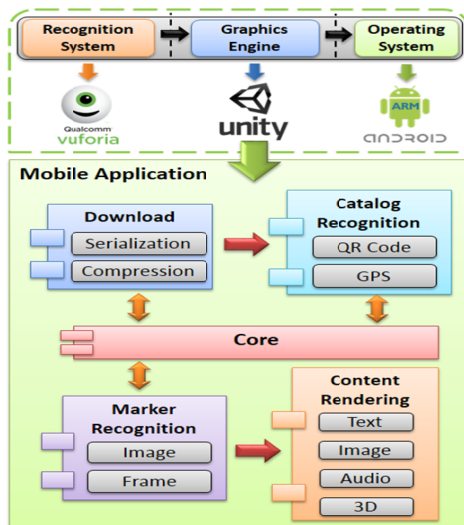 Recognition
System
Graphics
Engine
Operating
System
Qualcomm
vuforia
unity
ARM
android
Mobile Application
Download
Serialization
Compression
Catalog
Recognition
QR Code
GPS
Core
Marker
Recognition
Image
Frame
Content
Rendering
Text
Image
Audio
3D